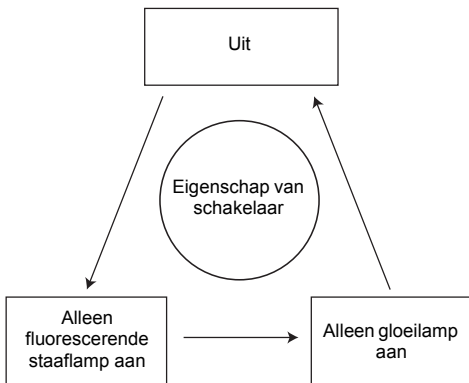 Uit
Eigenschap van
schakelaar
Alleen
fluorescerende
staaflamp aan
Alleen gloeilamp
aan